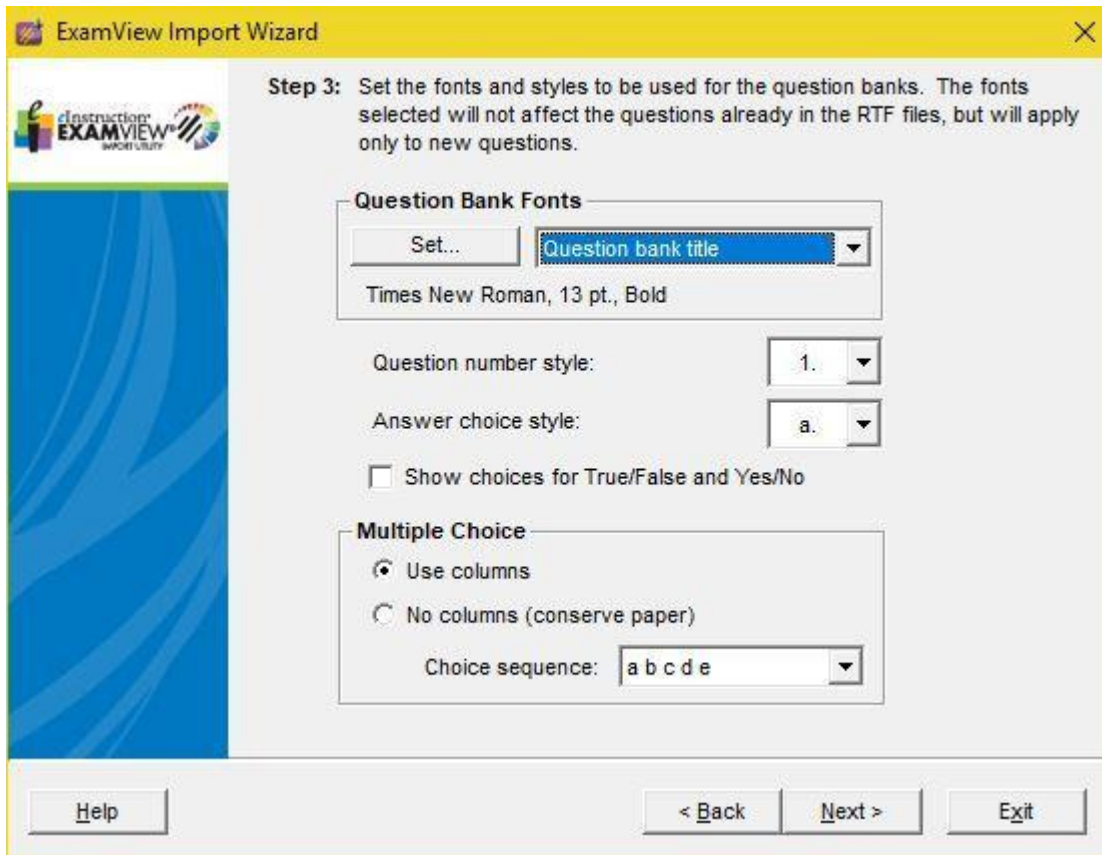 ExamView Import Wizard
eInstruction
EXAMVIEW
IMPORT UTILITY
Step 3: Set the fonts and styles to be used for the question banks. The fonts
selected will not affect the questions already in the RTF files, but will apply
only to new questions.
Question Bank Fonts
Set... Question bank title
Times New Roman, 13 pt., Bold
Question number style: 1.
Answer choice style: a.
Show choices for True/False and Yes/No
Multiple Choice
Use columns
No columns (conserve paper)
Choice sequence: a b c d e
Help < Back Next > Exit